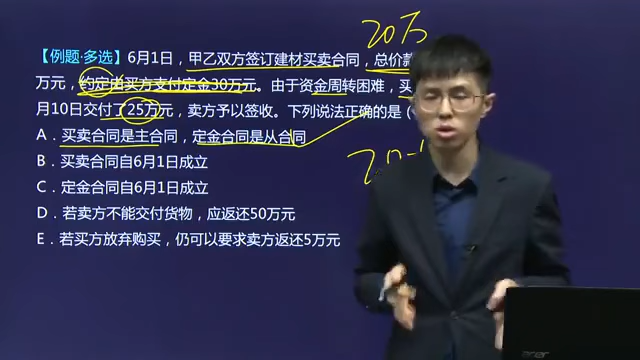 20万
【例题·多选】6月1日，甲乙双方签订建材买卖合同，总价款
万元，约定由买方支付定金30万元。由于资金周转困难，买
月10日交付了25万元，卖方予以签收。下列说法正确的是（
A．买卖合同是主合同，定金合同是从合同
B．买卖合同自6月1日成立
C．定金合同自6月1日成立
D．若卖方不能交付货物，应返还50万元
E．若买方放弃购买，仍可以要求卖方返还5万元
acer